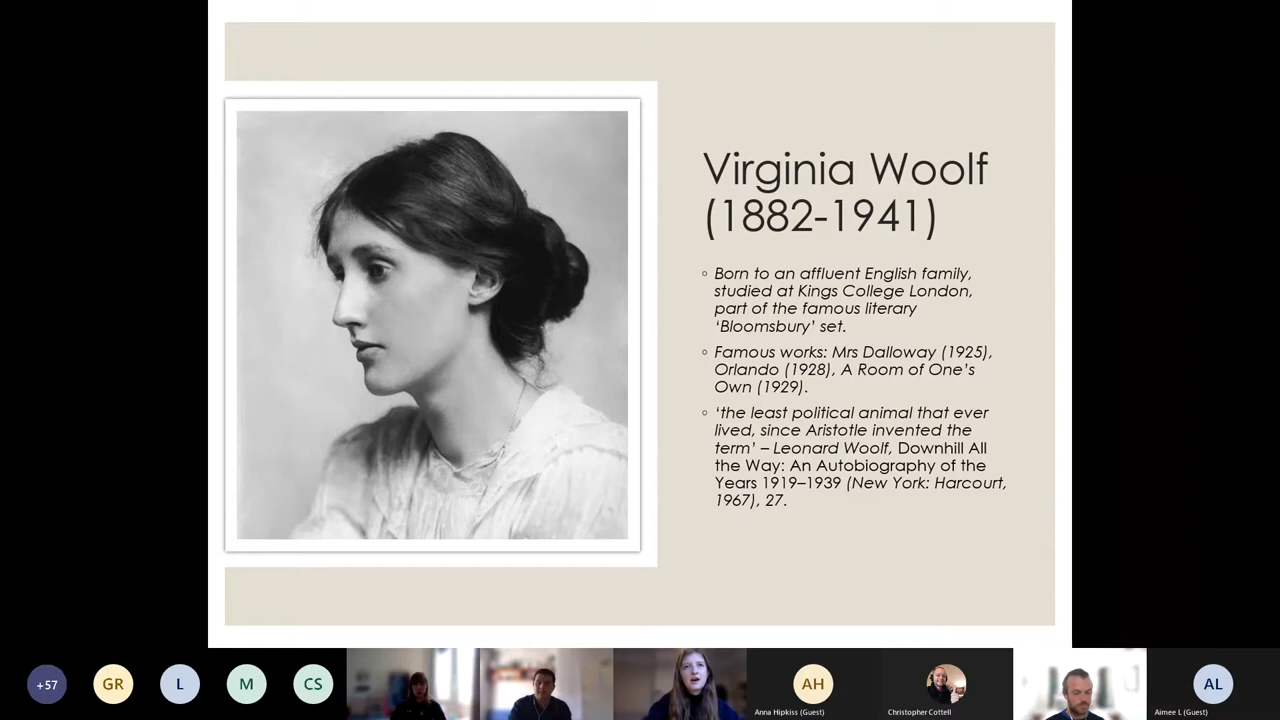 Virginia Woolf
(1882-1941)
◦ Born to an affluent English family,
studied at Kings College London,
part of the famous literary
‘Bloomsbury’ set.
◦ Famous works: Mrs Dalloway (1925),
Orlando (1928), A Room of One’s
Own (1929).
◦ ‘the least political animal that ever
lived, since Aristotle invented the
term’ – Leonard Woolf, Downhill All
the Way: An Autobiography of the
Years 1919–1939 (New York: Harcourt,
1967), 27.
+57
GR
L
M
CS
AH
Anna Hipkiss (Guest)
Christopher Cottell
AL
Aimee L (Guest)